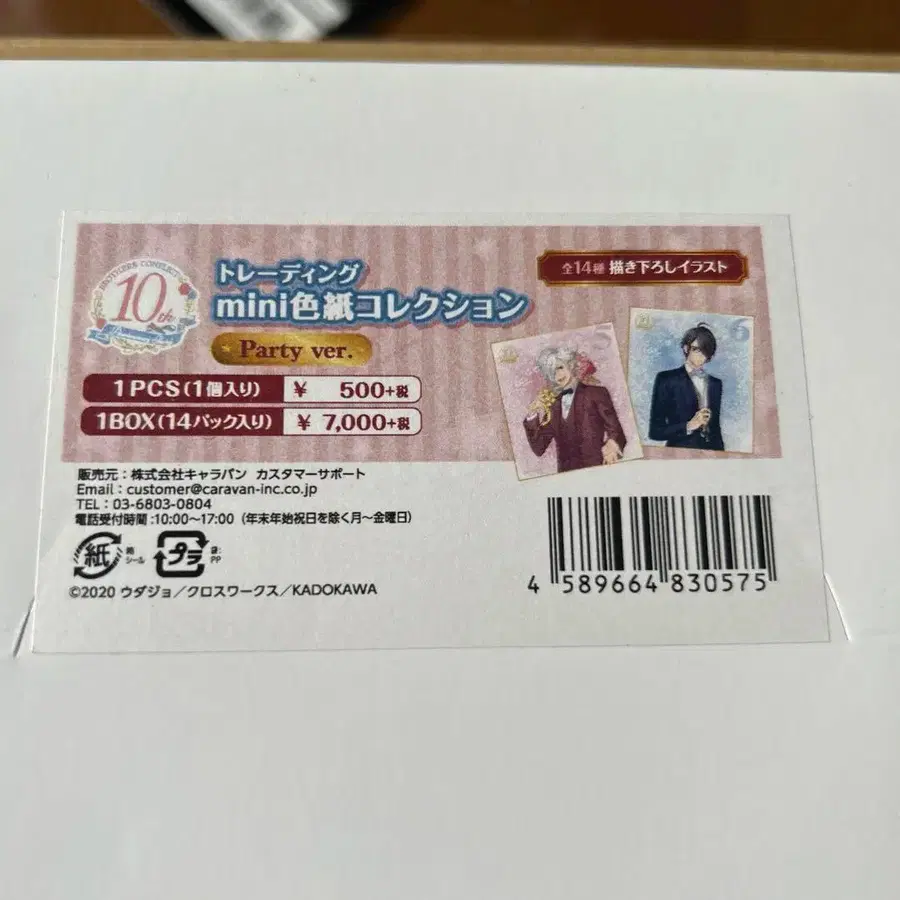 BROTHERS CONFLICT
10th
トレーディング
mini色紙コレクション
Party ver.
全14種 描き下ろしイラスト
1PCS(1個入り) ¥ 500+税
1BOX(14パック入り) ¥ 7,000+税
販売元:株式会社キャラバン カスタマーサポート
Email:customer@caravan-inc.co.jp
TEL:03-6803-0804
電話受付時間:10:00~17:00(年末年始祝日を除く月~金曜日)
紙
プラ
袋:
PP
©2020 ウダジョ/クロスワークス/KADOKAWA
4 589664 830575